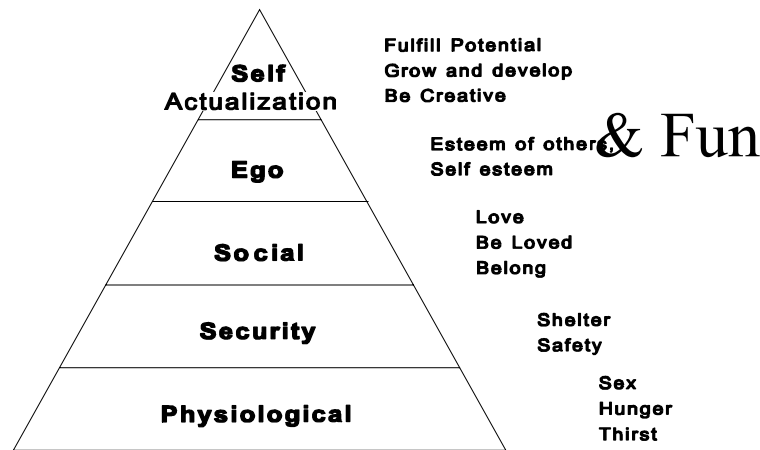 Self
Actualization
Fulfill Potential
Grow and develop
Be Creative
& Fun
Ego
Esteem of others,
Self esteem
Social
Love
Be Loved
Belong
Security
Shelter
Safety
Physiological
Sex
Hunger
Thirst